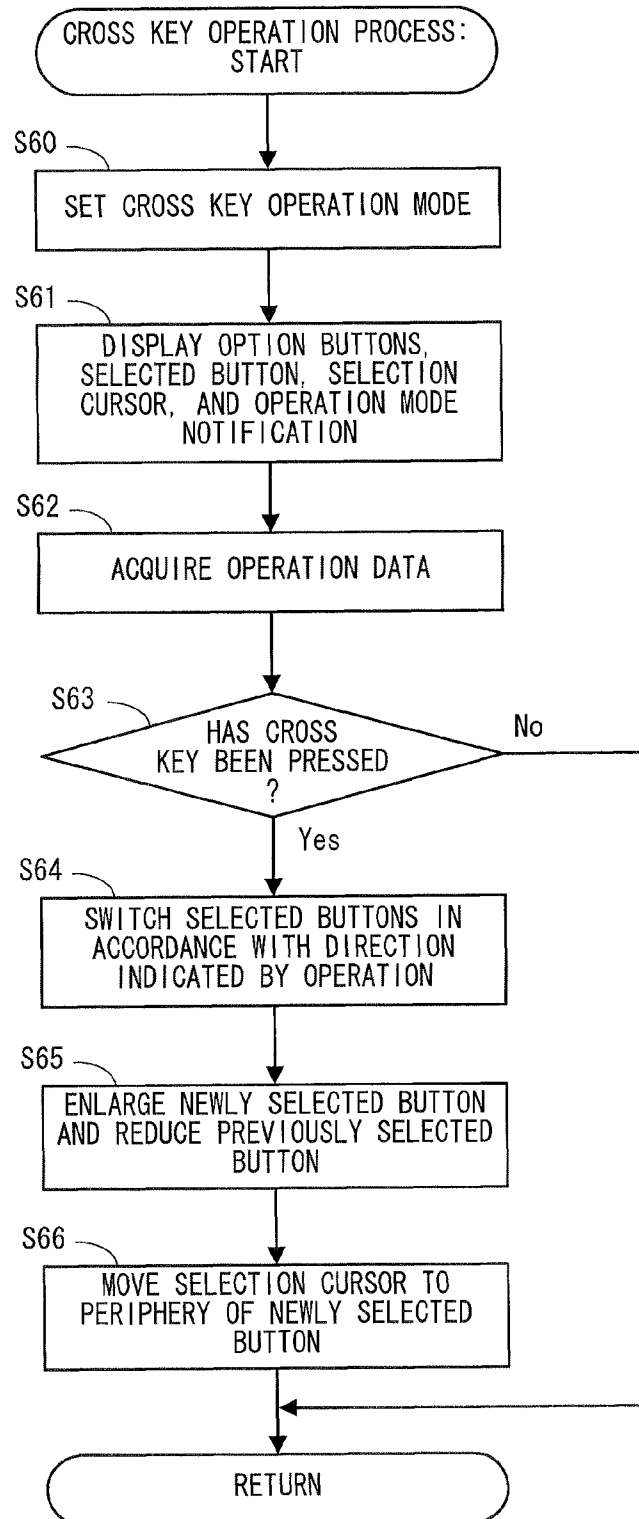 CROSS KEY OPERATION PROCESS:
START
S60
SET CROSS KEY OPERATION MODE
S61
DISPLAY OPTION BUTTONS,
SELECTED BUTTON, SELECTION
CURSOR, AND OPERATION MODE
NOTIFICATION
S62
ACQUIRE OPERATION DATA
S63
HAS CROSS
KEY BEEN PRESSED
?
No
Yes
S64
SWITCH SELECTED BUTTONS IN
ACCORDANCE WITH DIRECTION
INDICATED BY OPERATION
S65
ENLARGE NEWLY SELECTED BUTTON
AND REDUCE PREVIOUSLY SELECTED
BUTTON
S66
MOVE SELECTION CURSOR TO
PERIPHERY OF NEWLY SELECTED
BUTTON
RETURN